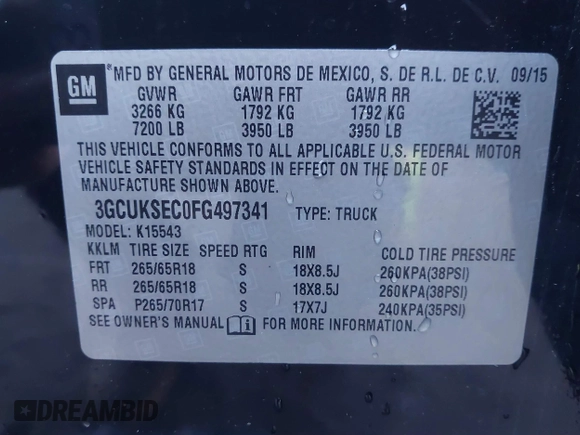 GM
MFD BY GENERAL MOTORS DE MEXICO, S. DE R.L. DE C.V. 09/15
GVWR GAWR FRT GAWR RR
3266 KG 1792 KG 1792 KG
7200 LB 3950 LB 3950 LB
THIS VEHICLE CONFORMS TO ALL APPLICABLE U.S. FEDERAL MOTOR
VEHICLE SAFETY STANDARDS IN EFFECT ON THE DATE OF
MANUFACTURE SHOWN ABOVE.
3GCUKSEC0FG497341 TYPE: TRUCK
MODEL: K15543
KKLM TIRE SIZE SPEED RTG RIM COLD TIRE PRESSURE
FRT 265/65R18 S 18X8.5J 260KPA(38PSI)
RR 265/65R18 S 18X8.5J 260KPA(38PSI)
SPA P265/70R17 S 17X7J 240KPA(35PSI)
SEE OWNER'S MANUAL FOR MORE INFORMATION.
DREAMBID